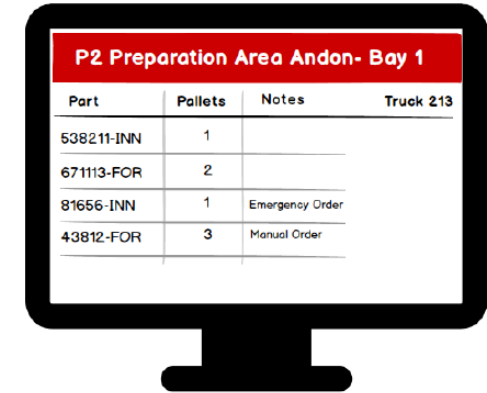 P2 Preparation Area Andon- Bay 1
Part Pallets Notes Truck 213
538211-INN 1
671113-FOR 2
81656-INN 1 Emergency Order
43812-FOR 3 Manual Order